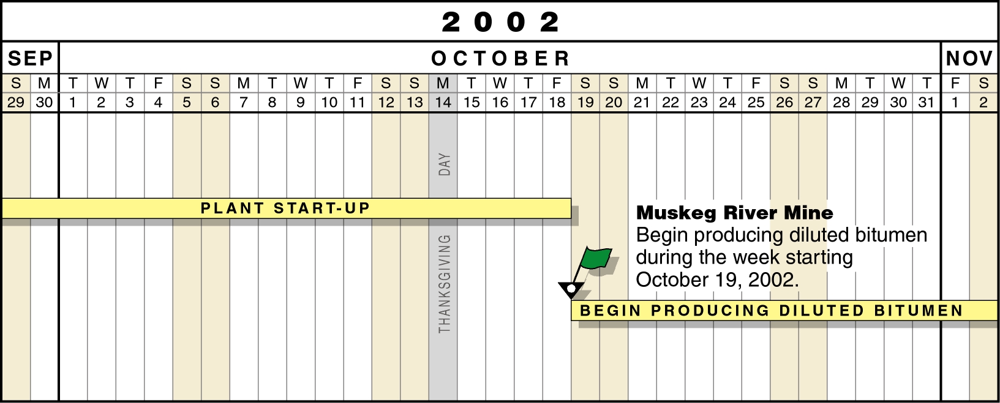 2002
SEP OCTOBER NOV
S M T W T F S S M T W T F S S M T W T F S S M T W T F S S M T W T F S
29 30 1 2 3 4 5 6 7 8 9 10 11 12 13 14 15 16 17 18 19 20 21 22 23 24 25 26 27 28 29 30 31 1 2
THANKSGIVING DAY
PLANT START-UP
Muskeg River Mine
Begin producing diluted bitumen
during the week starting
October 19, 2002.
BEGIN PRODUCING DILUTED BITUMEN